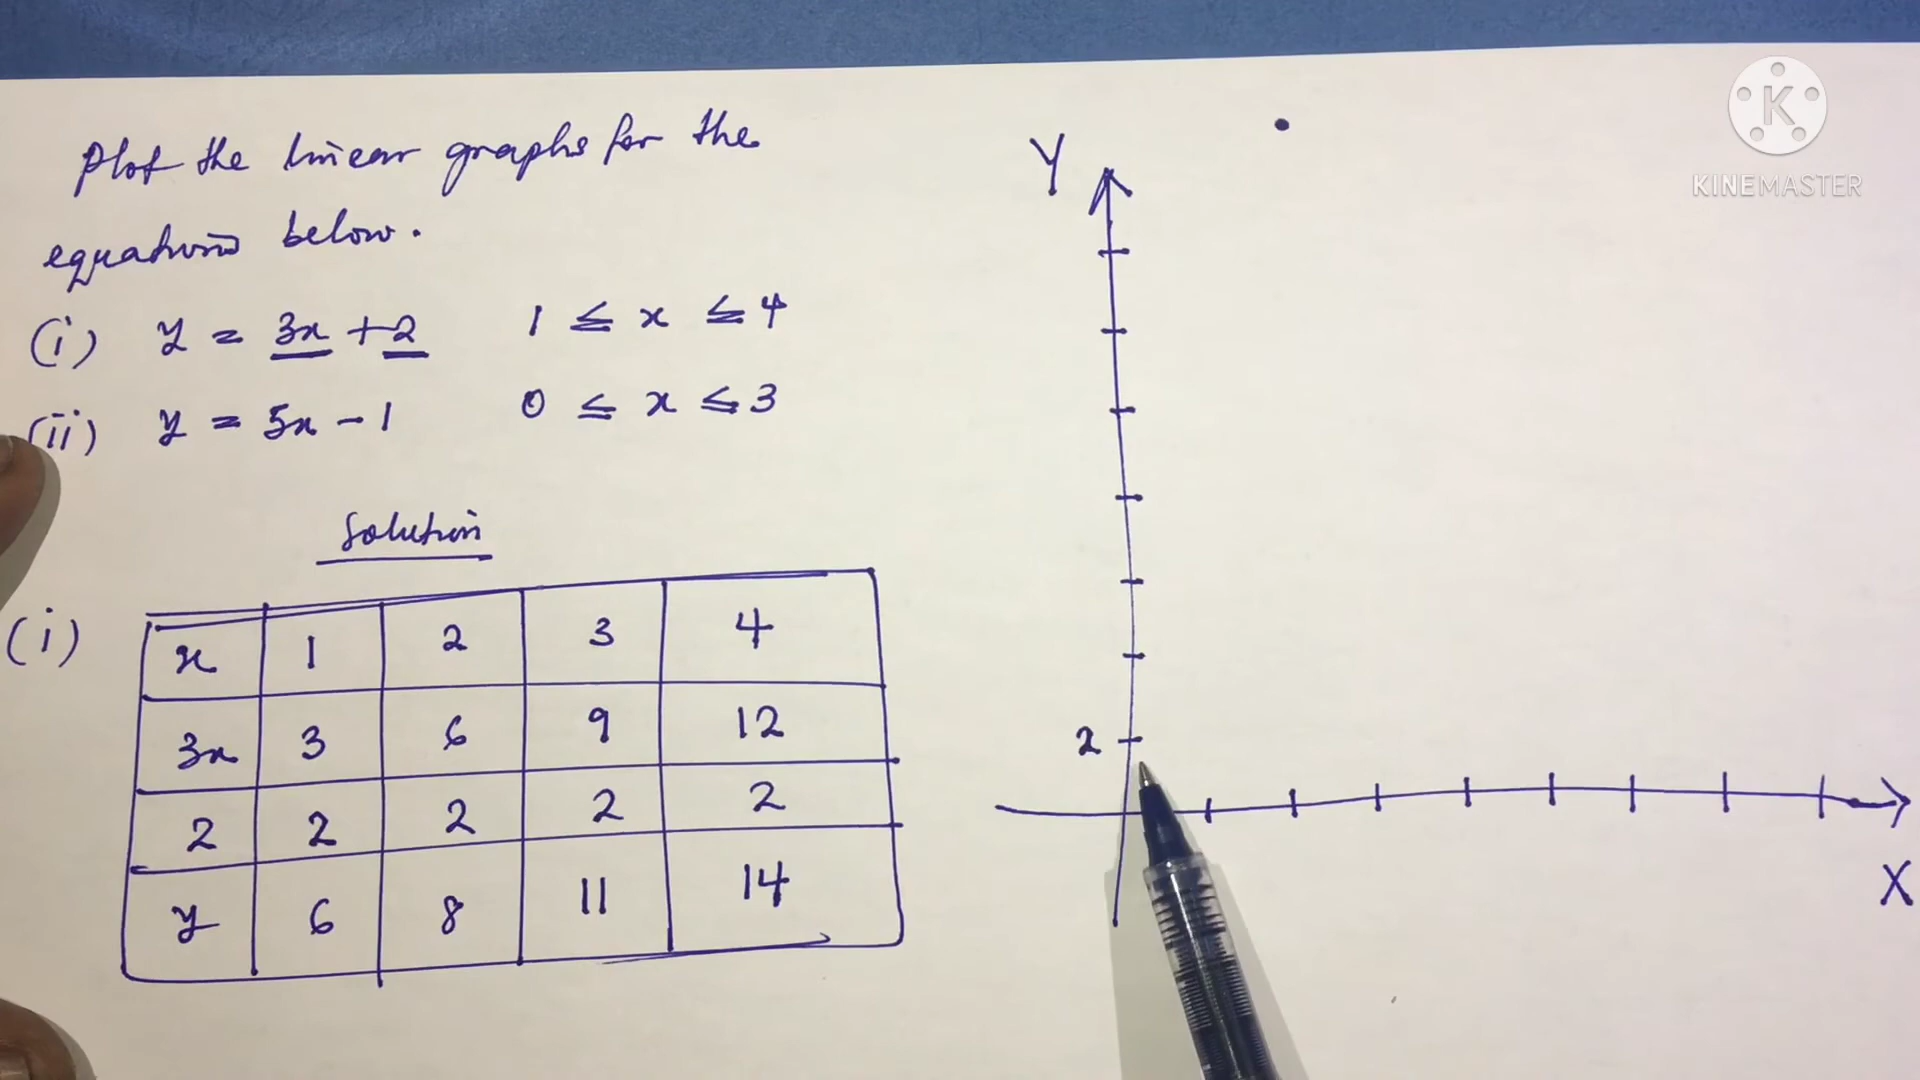 Plot the linear graphs for the
equations below.
(i) y = 3x + 2 1 ≤ x ≤ 4
(ii) y = 5x - 1 0 ≤ x ≤ 3
Solution
(i)
x 1 2 3 4
3x 3 6 9 12
2 2 2 2 2
y 6 8 11 14
Y
2
X
K
KINEMASTER